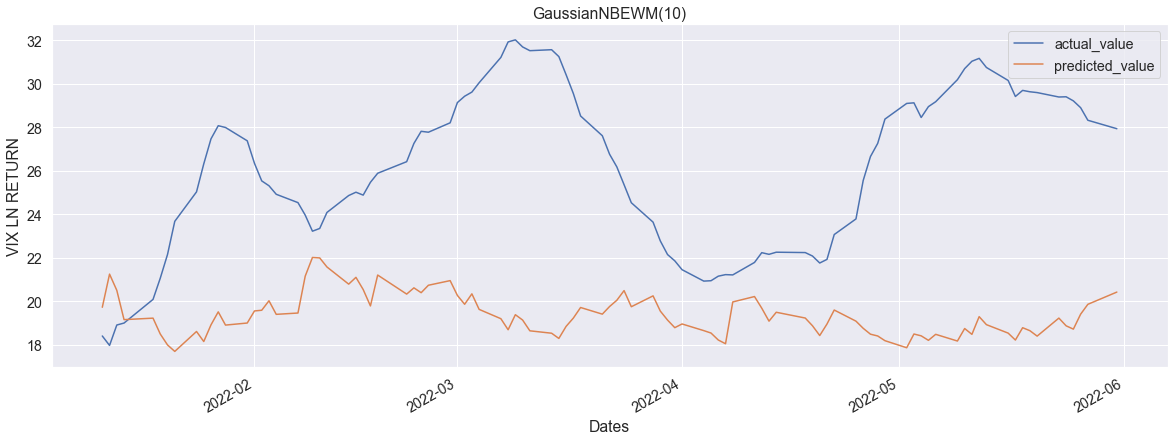 GaussianNBEWM(10)
actual_value
predicted_value
VIX LN RETURN
32
30
28
26
24
22
20
18
2022-02
2022-03
2022-04
2022-05
2022-06
Dates